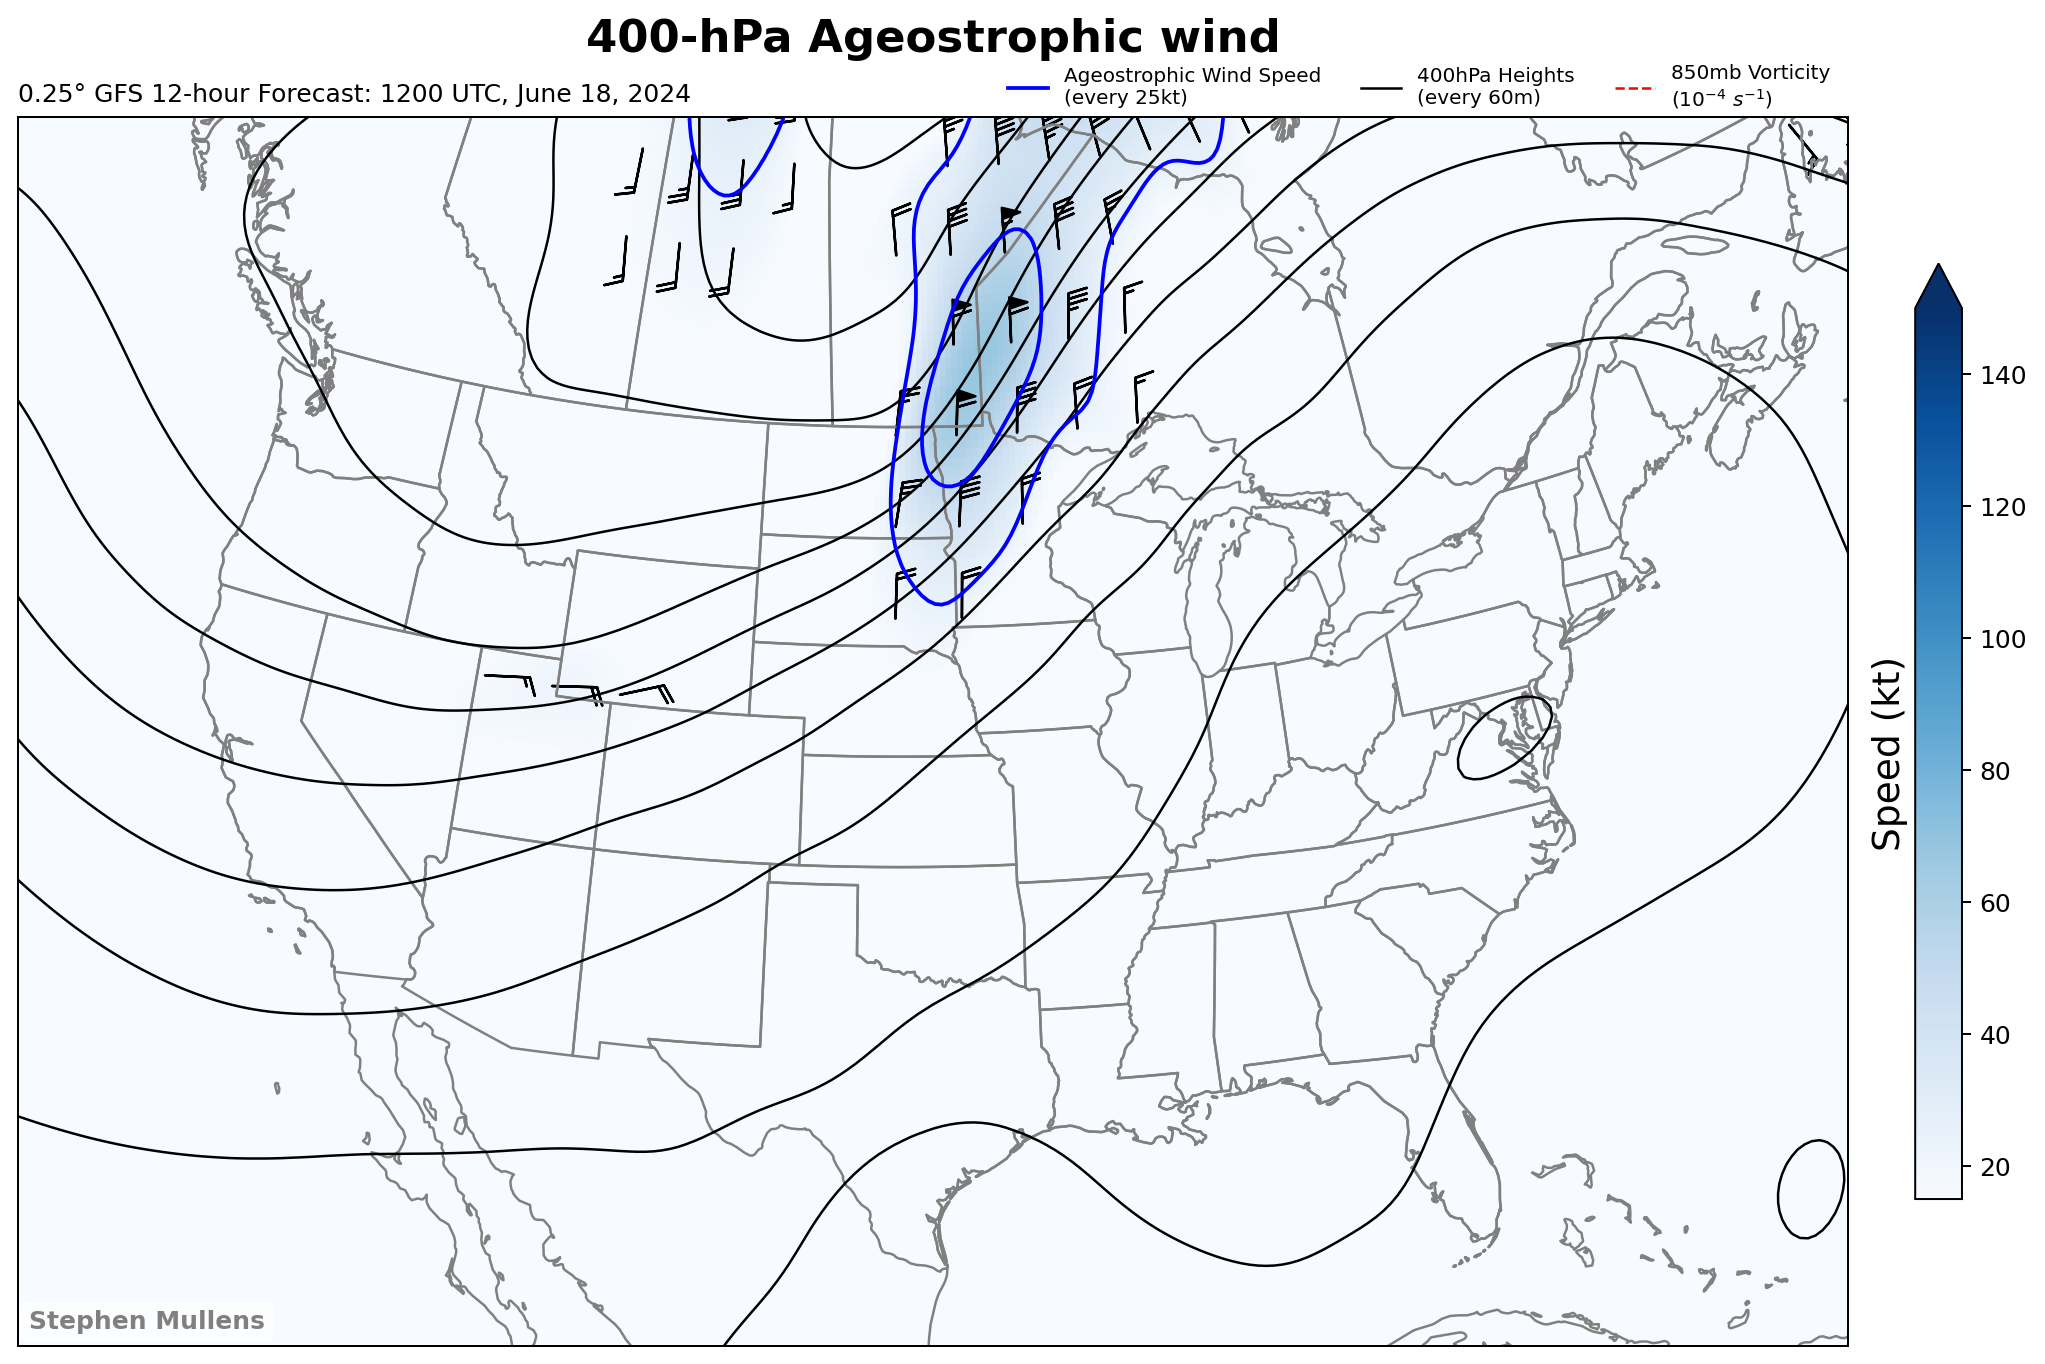 400-hPa Ageostrophic wind
0.25° GFS 12-hour Forecast: 1200 UTC, June 18, 2024
Ageostrophic Wind Speed
(every 25kt)
400hPa Heights
(every 60m)
850mb Vorticity
(10⁻⁴ s⁻¹)
140
120
100
80
60
40
20
Speed (kt)
Stephen Mullens